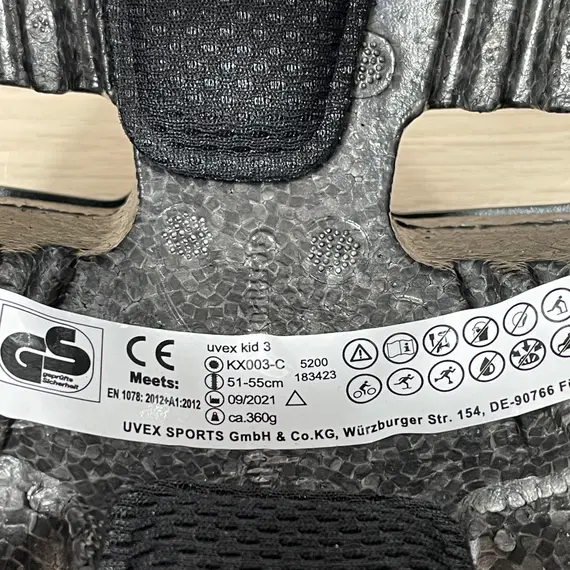 GS
geprüfte
Sicherheit
CE
Meets:
EN 1078: 2012+A1:2012
uvex kid 3
KX003-C 5200
51-55cm 183423
09/2021
ca.360g
UVEX SPORTS GmbH & Co.KG, Würzburger Str. 154, DE-90766